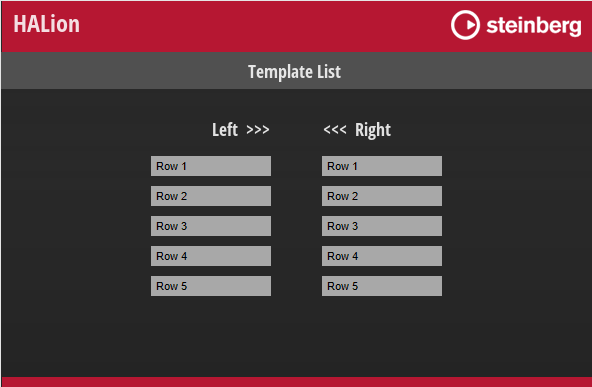 HALion
steinberg
Template List
Left >>>
<<< Right
Row 1
Row 1
Row 2
Row 2
Row 3
Row 3
Row 4
Row 4
Row 5
Row 5